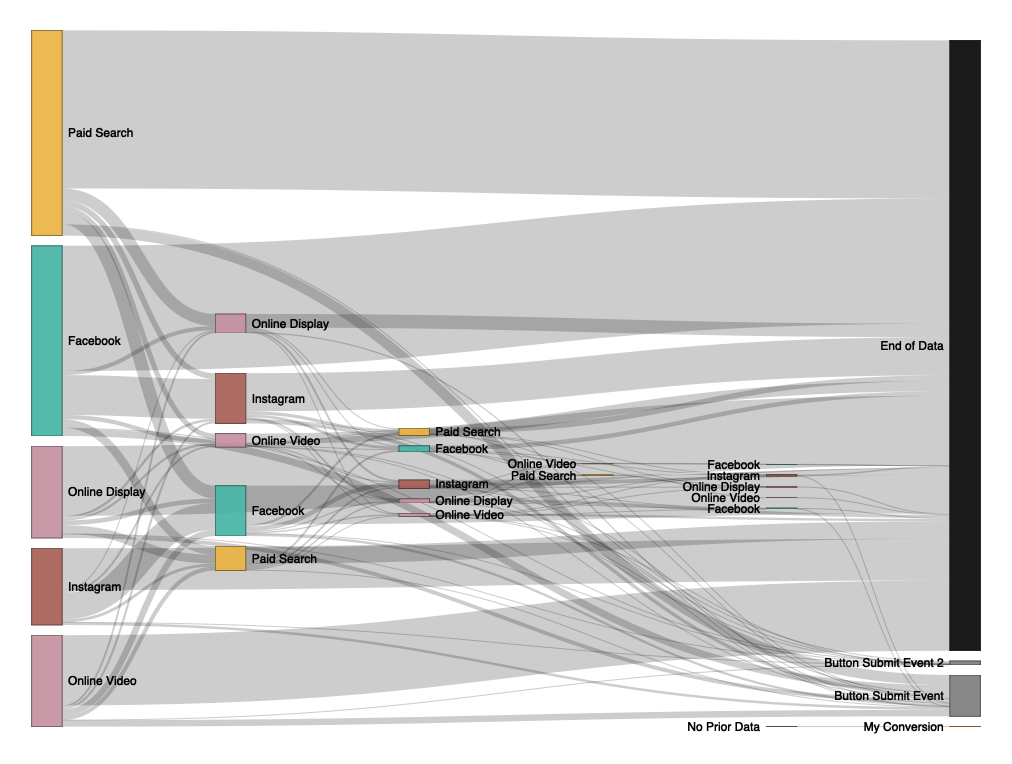 Paid Search
Online Display
Facebook
End of Data
Instagram
Paid Search
Online Video
Facebook
Online Video
Facebook
Paid Search
Instagram
Instagram
Online Display
Online Display
Online Display
Online Video
Facebook
Facebook
Online Video
Paid Search
Instagram
Button Submit Event 2
Online Video
Button Submit Event
No Prior Data
My Conversion